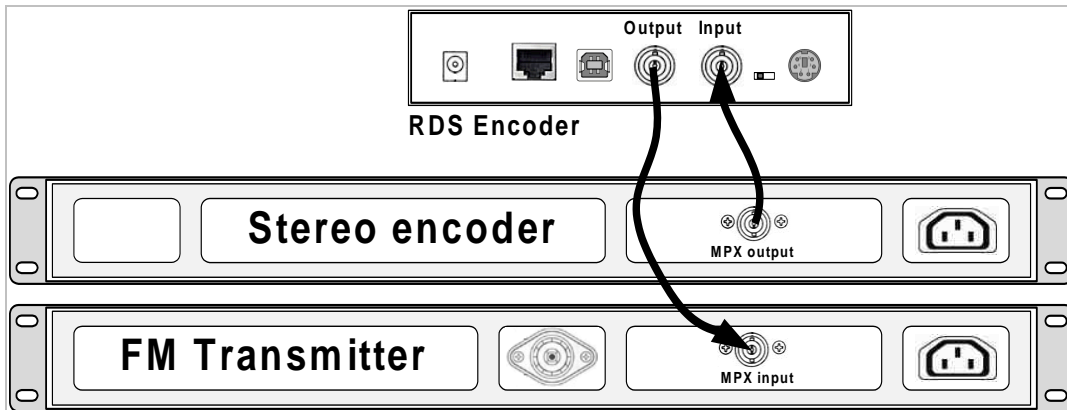 Output Input
RDS Encoder
Stereo encoder
MPX output
FM Transmitter
MPX input